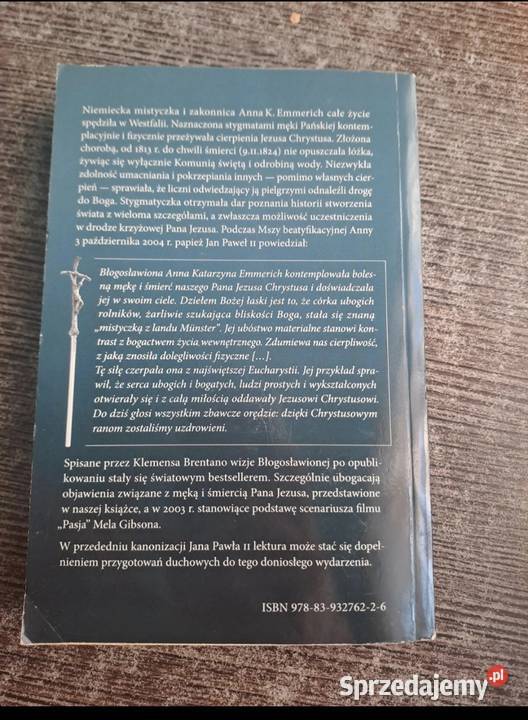 Niemiecka mistyczka i zakonnica Anna K. Emmerich całe życie
spędziła w Westfalii. Naznaczona stygmatami męki Pańskiej kontem-
placyjnie i fizycznie przeżywała cierpienia Jezusa Chrystusa. Złożona
chorobą, od 1813 r. do chwili śmierci (9.11.1824) nie opuszczała łóżka,
żywiąc się wyłącznie Komunią świętą i odrobiną wody. Niezwykła
zdolność umacniania i pokrzepiania innych — pomimo własnych cier-
pień — sprawiała, że liczni odwiedzający ją pielgrzymi odnaleźli drogę
do Boga. Stygmatyczka otrzymała dar poznania historii stworzenia
świata z wieloma szczegółami, a zwłaszcza możliwość uczestniczenia
w drodze krzyżowej Pana Jezusa. Podczas Mszy beatyfikacyjnej Anny
3 października 2004 r. papież Jan Paweł II powiedział:
Błogosławiona Anna Katarzyna Emmerich kontemplowała boles-
ną mękę i śmierć naszego Pana Jezusa Chrystusa i doświadczała
jej w swoim ciele. Dziełem Bożej łaski jest to, że córka ubogich
rolników, żarliwie szukająca bliskości Boga, stała się znaną
„mistyczką z landu Münster”. Jej ubóstwo materialne stanowi kon-
trast z bogactwem życia wewnętrznego. Zdumiewa nas cierpliwość,
z jaką znosiła dolegliwości fizyczne [...].
Tę siłę czerpała ona z najświętszej Eucharystii. Jej przykład spra-
wił, że serca ubogich i bogatych, ludzi prostych i wykształconych
otwierały się i z całą miłością oddawały Jezusowi Chrystusowi.
Do dziś głosi wszystkim zbawcze orędzie: dzięki Chrystusowym
ranom zostaliśmy uzdrowieni.
Spisane przez Klemensa Brentano wizje Błogosławionej po opubli-
kowaniu stały się światowym bestsellerem. Szczególnie ubogacają
objawienia związane z męką i śmiercią Pana Jezusa, przedstawione
w naszej książce, a w 2003 r. stanowiące podstawę scenariusza filmu
„Pasja” Mela Gibsona.
W przededniu kanonizacji Jana Pawła II lektura może stać się dopeł-
nieniem przygotowań duchowych do tego doniosłego wydarzenia.
ISBN 978-83-932762-2-6
Sprzedajemy.pl